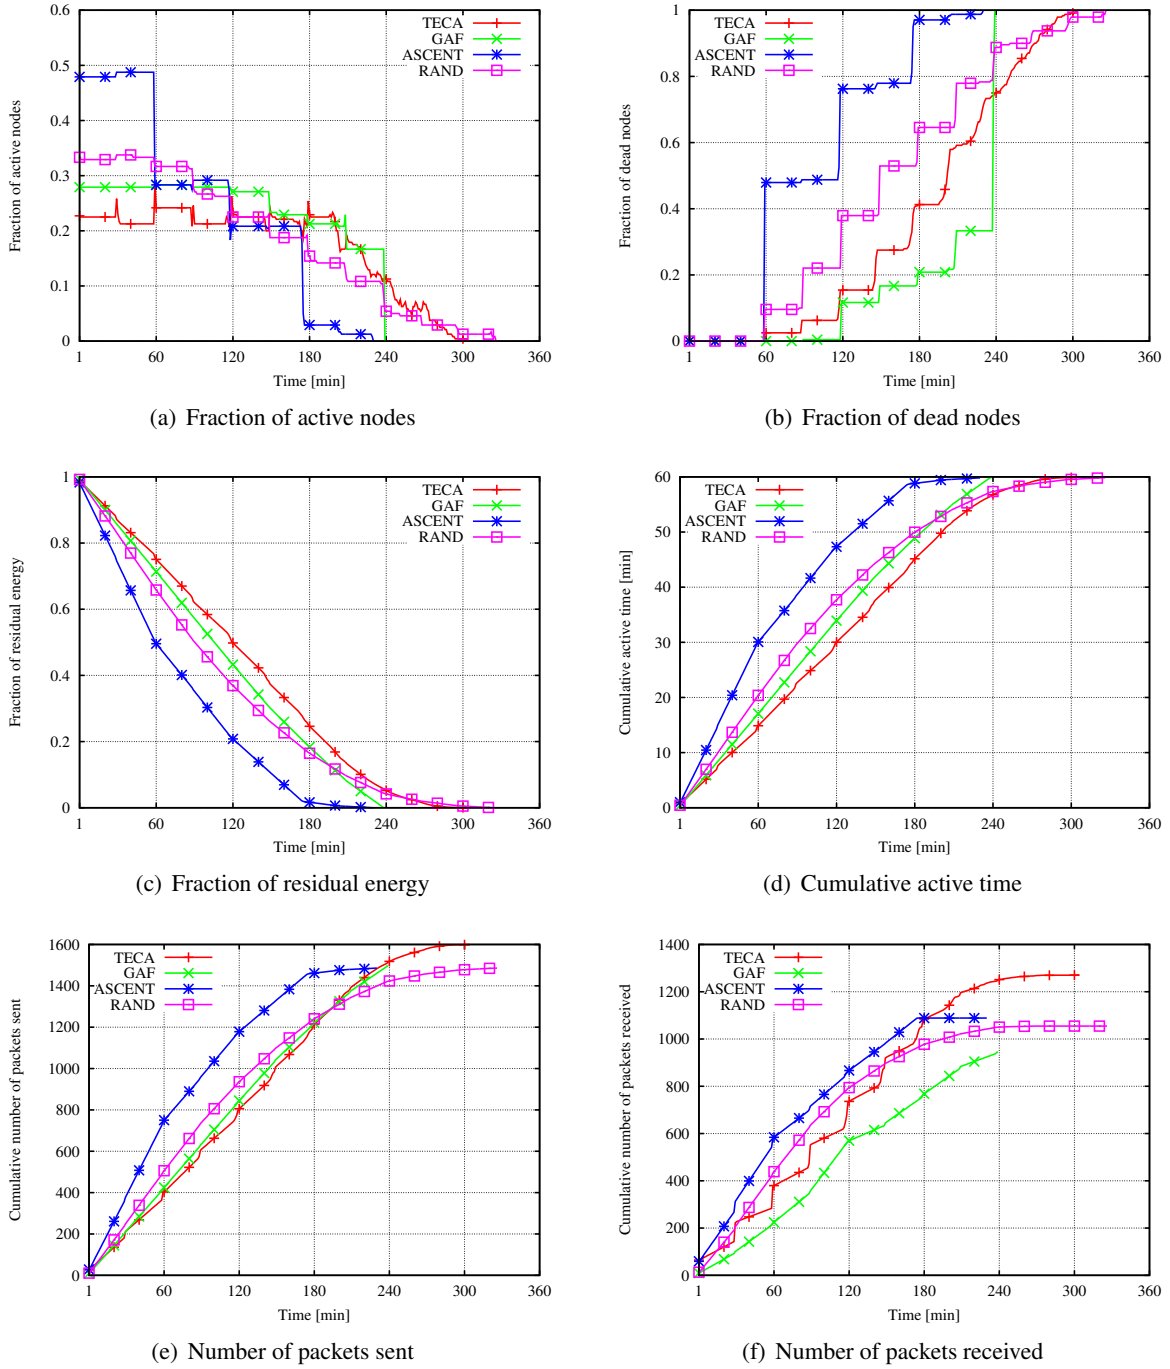 0.6
0.5
0.4
0.3
0.2
0.1
0
Fraction of active nodes
TECA
GAF
ASCENT
RAND
1 60 120 180 240 300 360
Time [min]
(a) Fraction of active nodes
1
0.8
0.6
0.4
0.2
0
Fraction of dead nodes
TECA
GAF
ASCENT
RAND
1 60 120 180 240 300 360
Time [min]
(b) Fraction of dead nodes
1
0.8
0.6
0.4
0.2
0
Fraction of residual energy
TECA
GAF
ASCENT
RAND
1 60 120 180 240 300 360
Time [min]
(c) Fraction of residual energy
60
50
40
30
20
10
0
Cumulative active time [min]
TECA
GAF
ASCENT
RAND
1 60 120 180 240 300 360
Time [min]
(d) Cumulative active time
1600
1400
1200
1000
800
600
400
200
0
Cumulative number of packets sent
TECA
GAF
ASCENT
RAND
1 60 120 180 240 300 360
Time [min]
(e) Number of packets sent
1400
1200
1000
800
600
400
200
0
Cumulative number of packets received
TECA
GAF
ASCENT
RAND
1 60 120 180 240 300 360
Time [min]
(f) Number of packets received